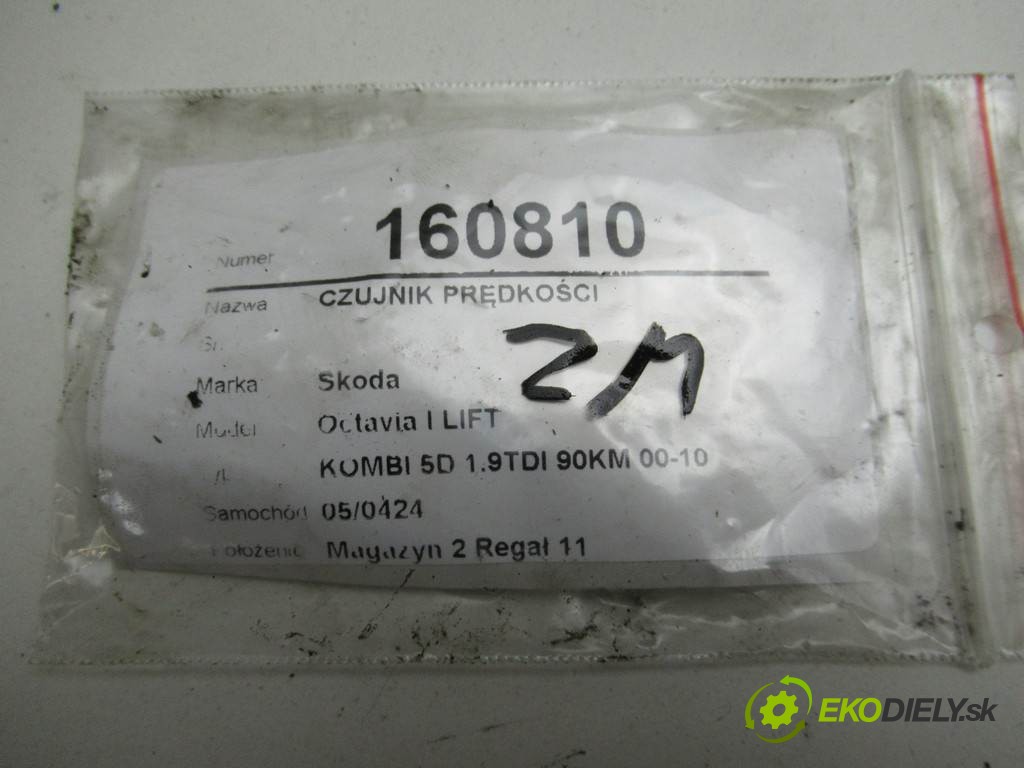 Numer 160810
Nazwa CZUJNIK PRĘDKOŚCI
Marka Skoda
Model Octavia I LIFT
KOMBI 5D 1.9TDI 90KM 00-10
Samochód 05/0424
Położenie Magazyn 2 Regał 11
EKODIELY.sk